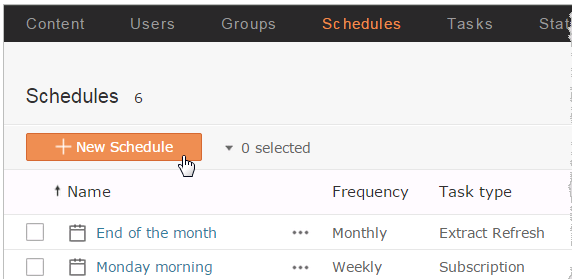 Content Users Groups Schedules Tasks Stat
Schedules 6
New Schedule 0 selected
Name Frequency Task type
End of the month Monthly Extract Refresh
Monday morning Weekly Subscription